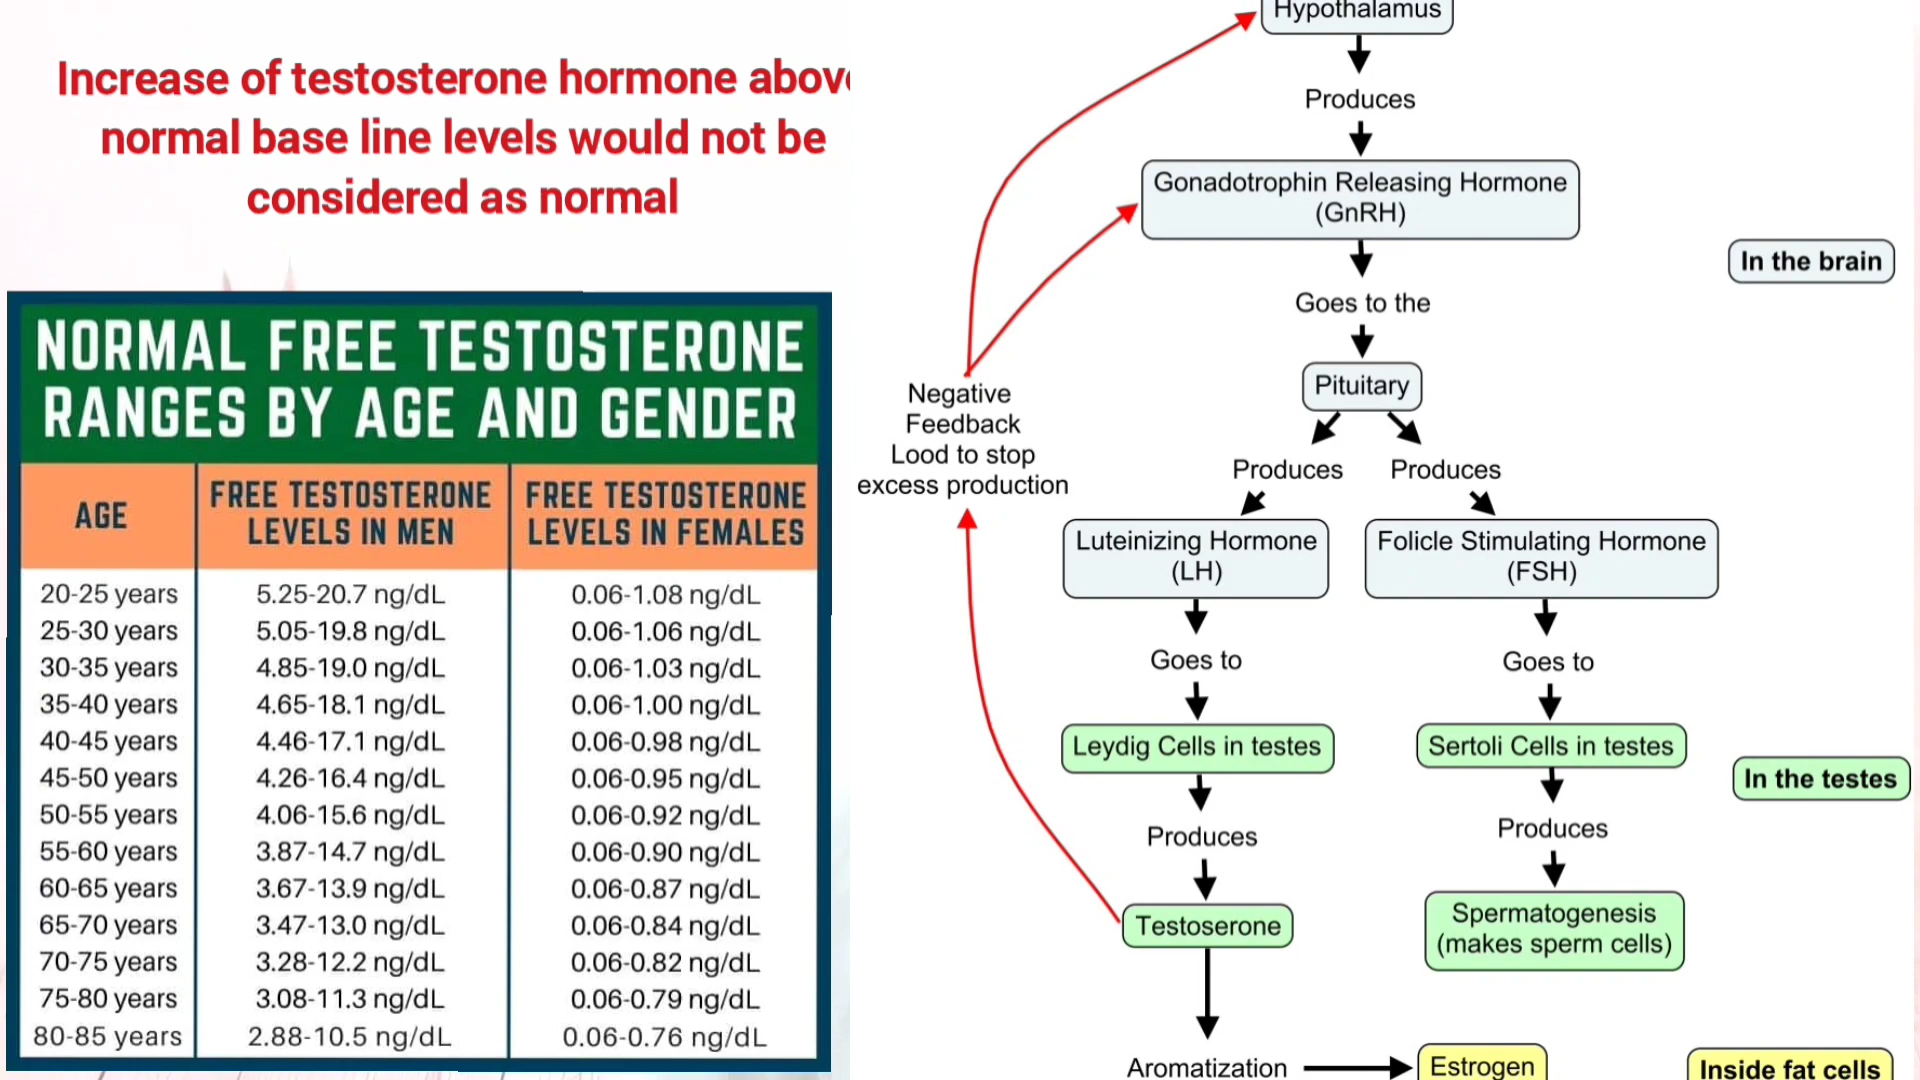 Increase of testosterone hormone above
normal base line levels would not be
considered as normal
NORMAL FREE TESTOSTERONE
RANGES BY AGE AND GENDER
AGE
FREE TESTOSTERONE
LEVELS IN MEN
FREE TESTOSTERONE
LEVELS IN FEMALES
20-25 years 5.25-20.7 ng/dL 0.06-1.08 ng/dL
25-30 years 5.05-19.8 ng/dL 0.06-1.06 ng/dL
30-35 years 4.85-19.0 ng/dL 0.06-1.03 ng/dL
35-40 years 4.65-18.1 ng/dL 0.06-1.00 ng/dL
40-45 years 4.46-17.1 ng/dL 0.06-0.98 ng/dL
45-50 years 4.26-16.4 ng/dL 0.06-0.95 ng/dL
50-55 years 4.06-15.6 ng/dL 0.06-0.92 ng/dL
55-60 years 3.87-14.7 ng/dL 0.06-0.90 ng/dL
60-65 years 3.67-13.9 ng/dL 0.06-0.87 ng/dL
65-70 years 3.47-13.0 ng/dL 0.06-0.84 ng/dL
70-75 years 3.28-12.2 ng/dL 0.06-0.82 ng/dL
75-80 years 3.08-11.3 ng/dL 0.06-0.79 ng/dL
80-85 years 2.88-10.5 ng/dL 0.06-0.76 ng/dL
Hypothalamus
Produces
Gonadotrophin Releasing Hormone
(GnRH)
In the brain
Goes to the
Pituitary
Negative
Feedback
Lood to stop
excess production
Produces Produces
Luteinizing Hormone
(LH)
Folicle Stimulating Hormone
(FSH)
Goes to Goes to
Leydig Cells in testes
Sertoli Cells in testes
In the testes
Produces
Produces
Testoserone
Spermatogenesis
(makes sperm cells)
Aromatization
Estrogen
Inside fat cells